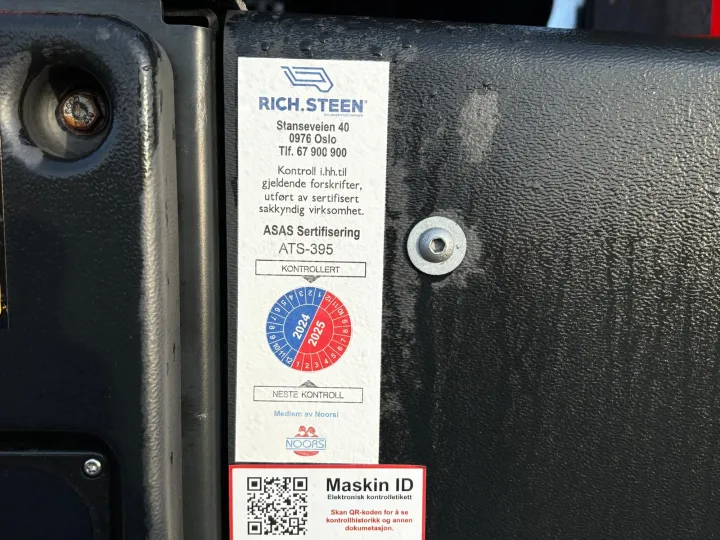 RICH.STEEN
Stanseveien 40
0976 Oslo
Tlf. 67 900 900
Kontroll i.hh.til
gjeldende forskrifter,
utført av sertifisert
sakkyndig virksomhet.
ASAS Sertifisering
ATS-395
KONTROLLERT
2024
2025
NESTE KONTROLL
Medlem av Noorsi
NOORSI
Maskin ID
Elektronisk kontrolletikett
Skan QR-koden for å se
kontrollhistorikk og annen
dokumetasjon.